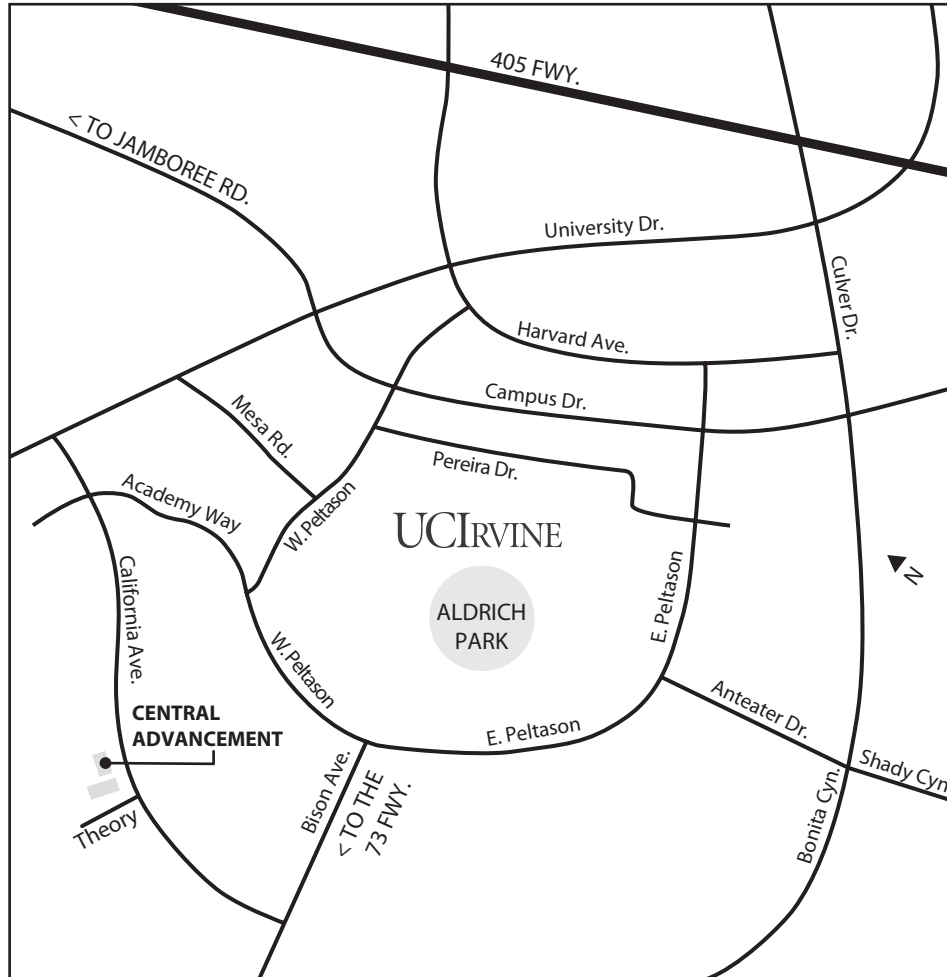 405 FWY.
< TO JAMBOREE RD.
University Dr.
Culver Dr.
Harvard Ave.
Campus Dr.
Mesa Rd.
Pereira Dr.
Academy Way
W. Peltason
UCIRVINE
N
California Ave.
ALDRICH
PARK
E. Peltason
W. Peltason
Anteater Dr.
CENTRAL
ADVANCEMENT
E. Peltason
Shady Cyn
Bison Ave.
< TO THE
73 FWY.
Bonita Cyn.
Theory